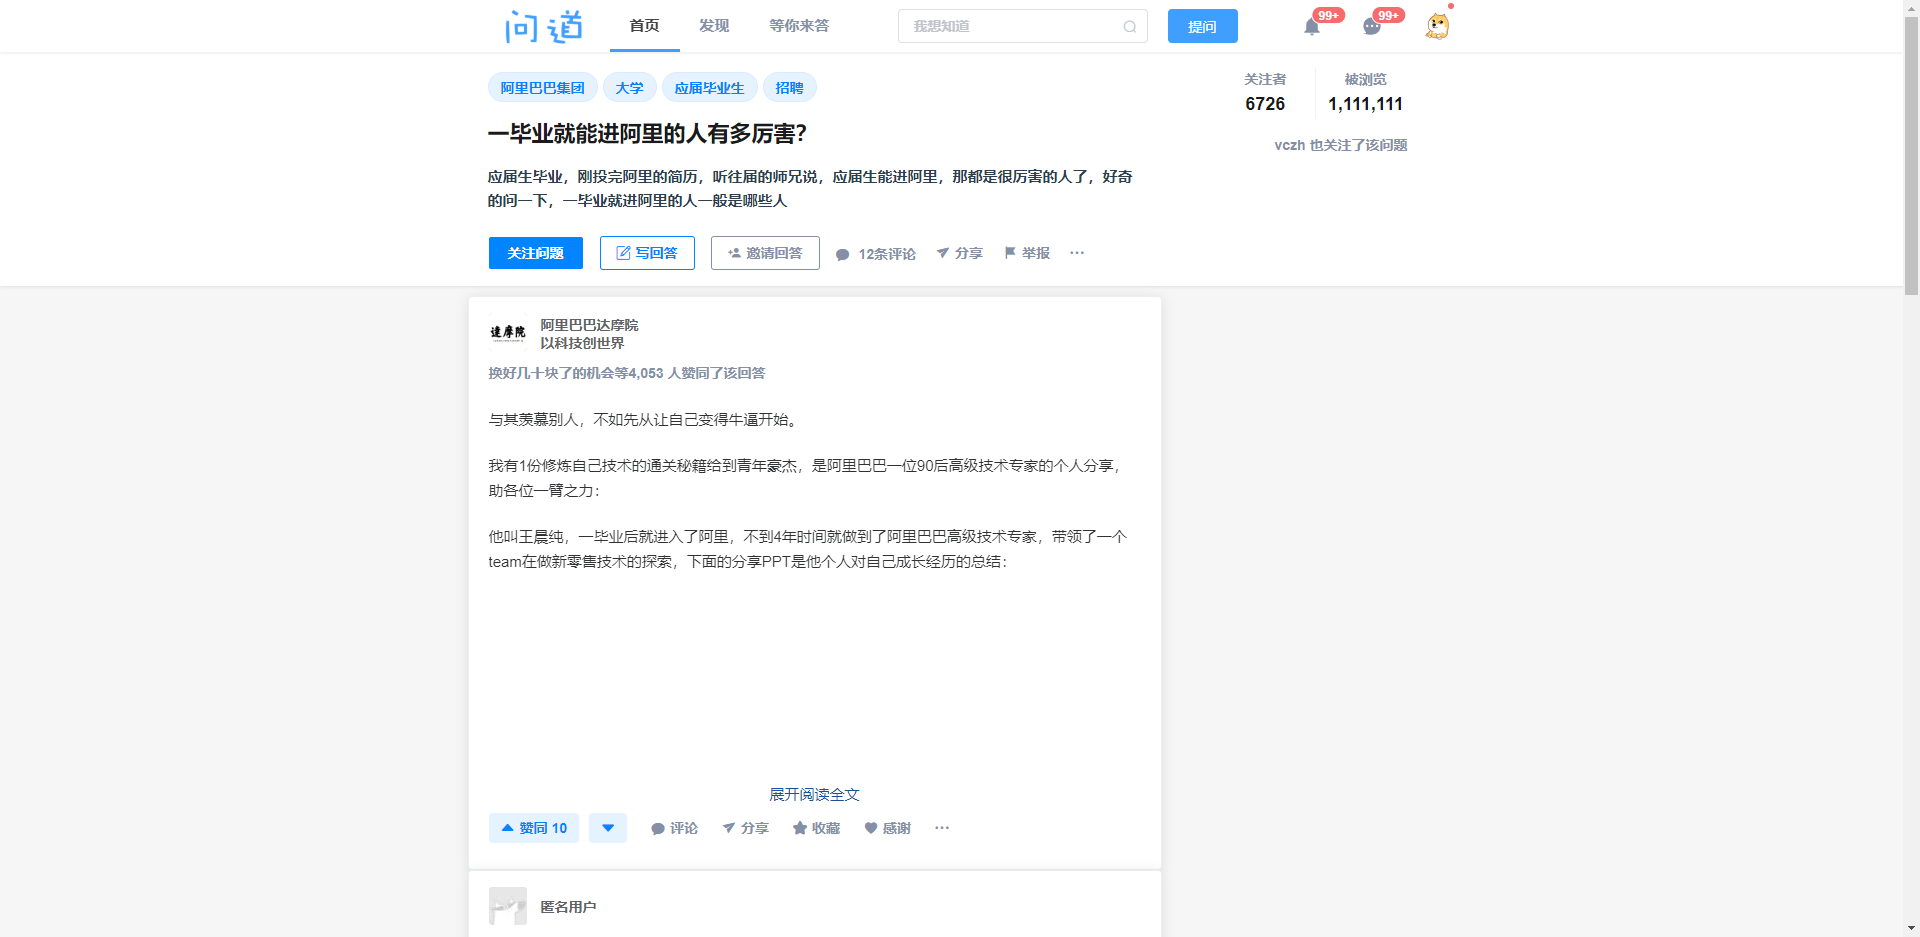 问道
首页 发现 等你来答 我想知道 提问 99+ 99+
阿里巴巴集团 大学 应届毕业生 招聘
关注者 被浏览
6726 1,111,111
一毕业就能进阿里的人有多厉害?
vczh 也关注了该问题
应届生毕业，刚投完阿里的简历，听往届的师兄说，应届生能进阿里，那都是很厉害的人了，好奇
的问一下，一毕业就进阿里的人一般是哪些人
关注问题 写回答 邀请回答 12条评论 分享 举报 ···
達摩院
阿里巴巴达摩院
以科技创世界
换好几十块了的机会等4,053 人赞同了该回答
与其羡慕别人，不如先从让自己变得牛逼开始。
我有1份修炼自己技术的通关秘籍给到青年豪杰，是阿里巴巴一位90后高级技术专家的个人分享，
助各位一臂之力：
他叫王晨纯，一毕业后就进入了阿里，不到4年时间就做到了阿里巴巴高级技术专家，带领了一个
team在做新零售技术的探索，下面的分享PPT是他个人对自己成长经历的总结：
展开阅读全文
赞同 10 评论 分享 收藏 感谢 ···
匿名用户